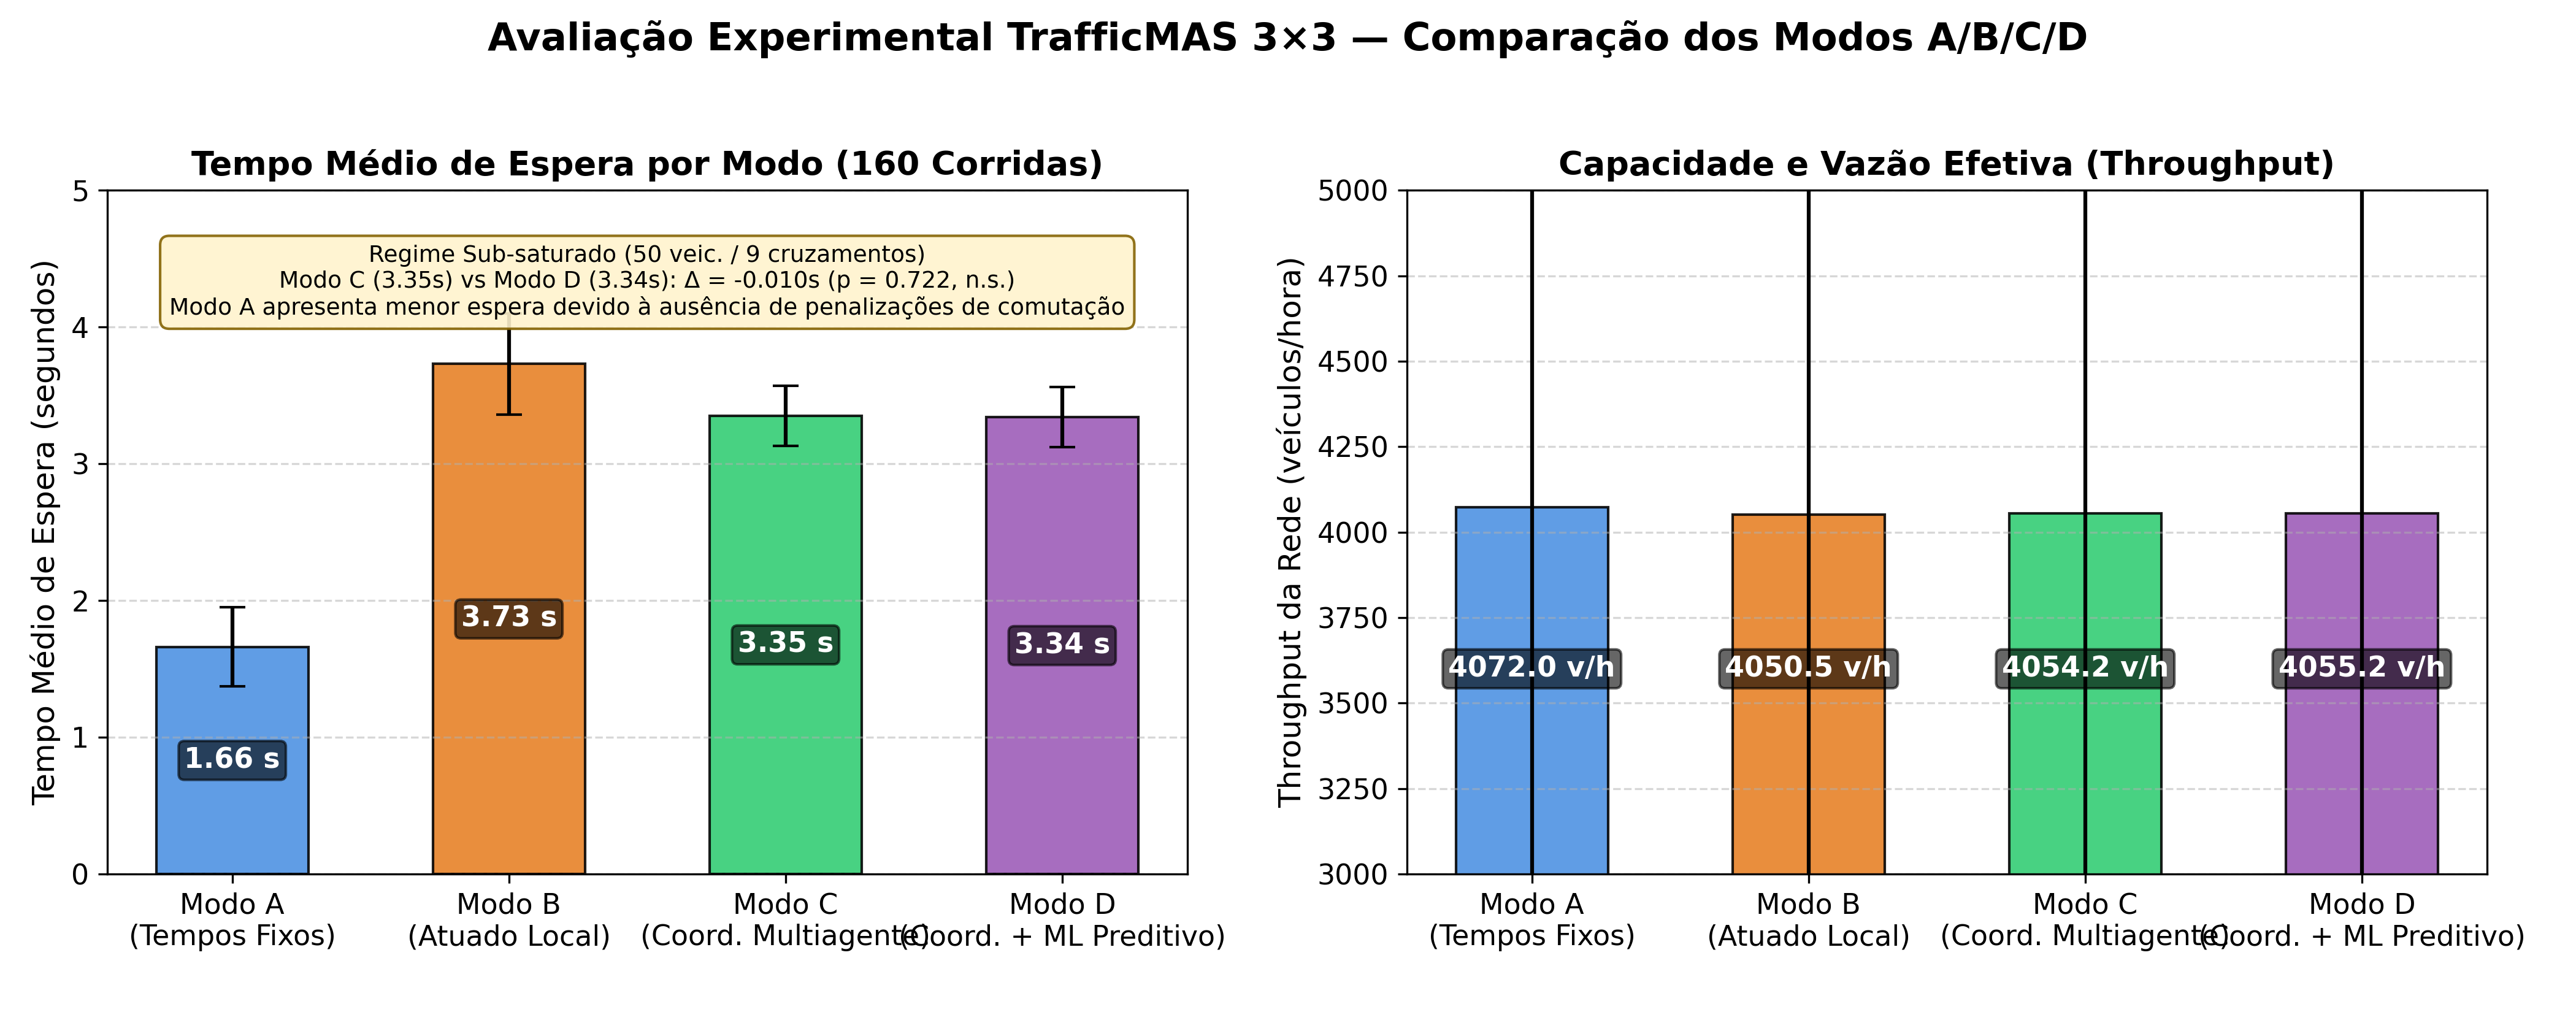 Avaliação Experimental TrafficMAS 3×3 — Comparação dos Modos A/B/C/D
Tempo Médio de Espera por Modo (160 Corridas)
Tempo Médio de Espera (segundos)
5
4
3
2
1
0
Regime Sub-saturado (50 veic. / 9 cruzamentos)
Modo C (3.35s) vs Modo D (3.34s): Δ = -0.010s (p = 0.722, n.s.)
Modo A apresenta menor espera devido à ausência de penalizações de comutação
1.66 s
3.73 s
3.35 s
3.34 s
Modo A
(Tempos Fixos)
Modo B
(Atuado Local)
Modo C
(Coord. Multiagente)
Modo D
(Coord. + ML Preditivo)
Capacidade e Vazão Efetiva (Throughput)
Throughput da Rede (veículos/hora)
5000
4750
4500
4250
4000
3750
3500
3250
3000
4072.0 v/h
4050.5 v/h
4054.2 v/h
4055.2 v/h
Modo A
(Tempos Fixos)
Modo B
(Atuado Local)
Modo C
(Coord. Multiagente)
Modo D
(Coord. + ML Preditivo)